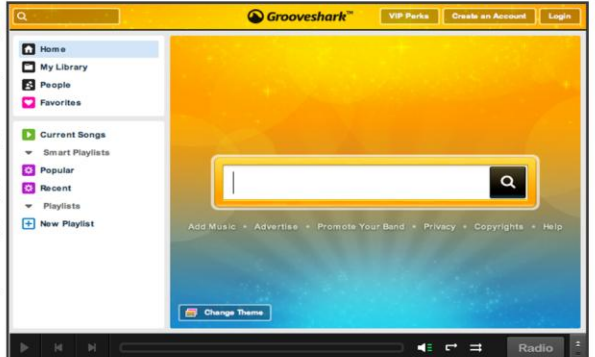 Grooveshark™
VIP Perks
Create an Account
Login
Home
My Library
People
Favorites
Current Songs
Smart Playlists
Popular
Recent
Playlists
New Playlist
Add Music • Advertise • Promote Your Band • Privacy • Copyrights • Help
Change Theme
Radio